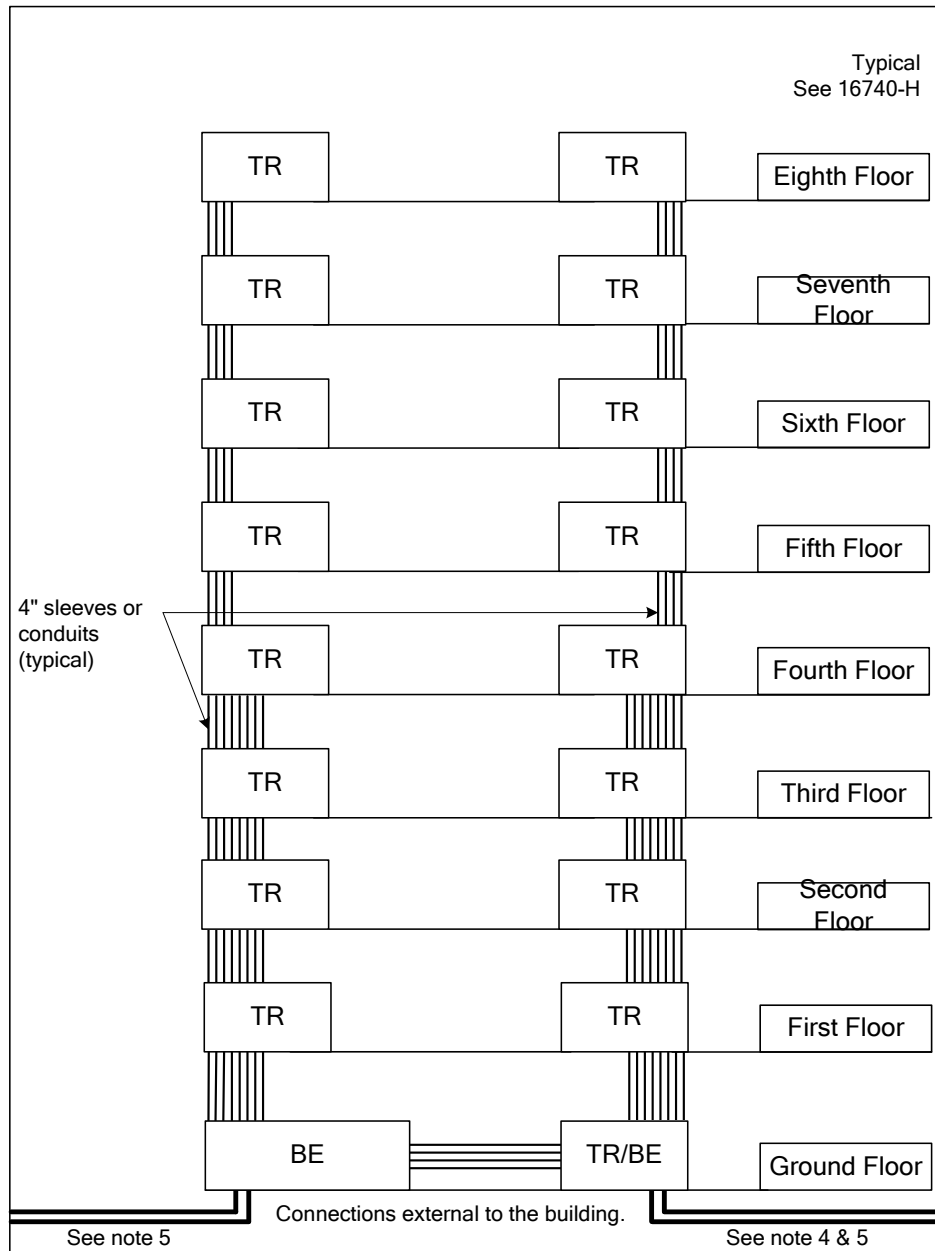 Typical
See 16740-H
TR
TR
Eighth Floor
TR
TR
Seventh
Floor
TR
TR
Sixth Floor
TR
TR
Fifth Floor
4" sleeves or
conduits
(typical)
TR
TR
Fourth Floor
TR
TR
Third Floor
TR
TR
Second
Floor
TR
TR
First Floor
BE
TR/BE
Ground Floor
Connections external to the building.
See note 5
See note 4 & 5